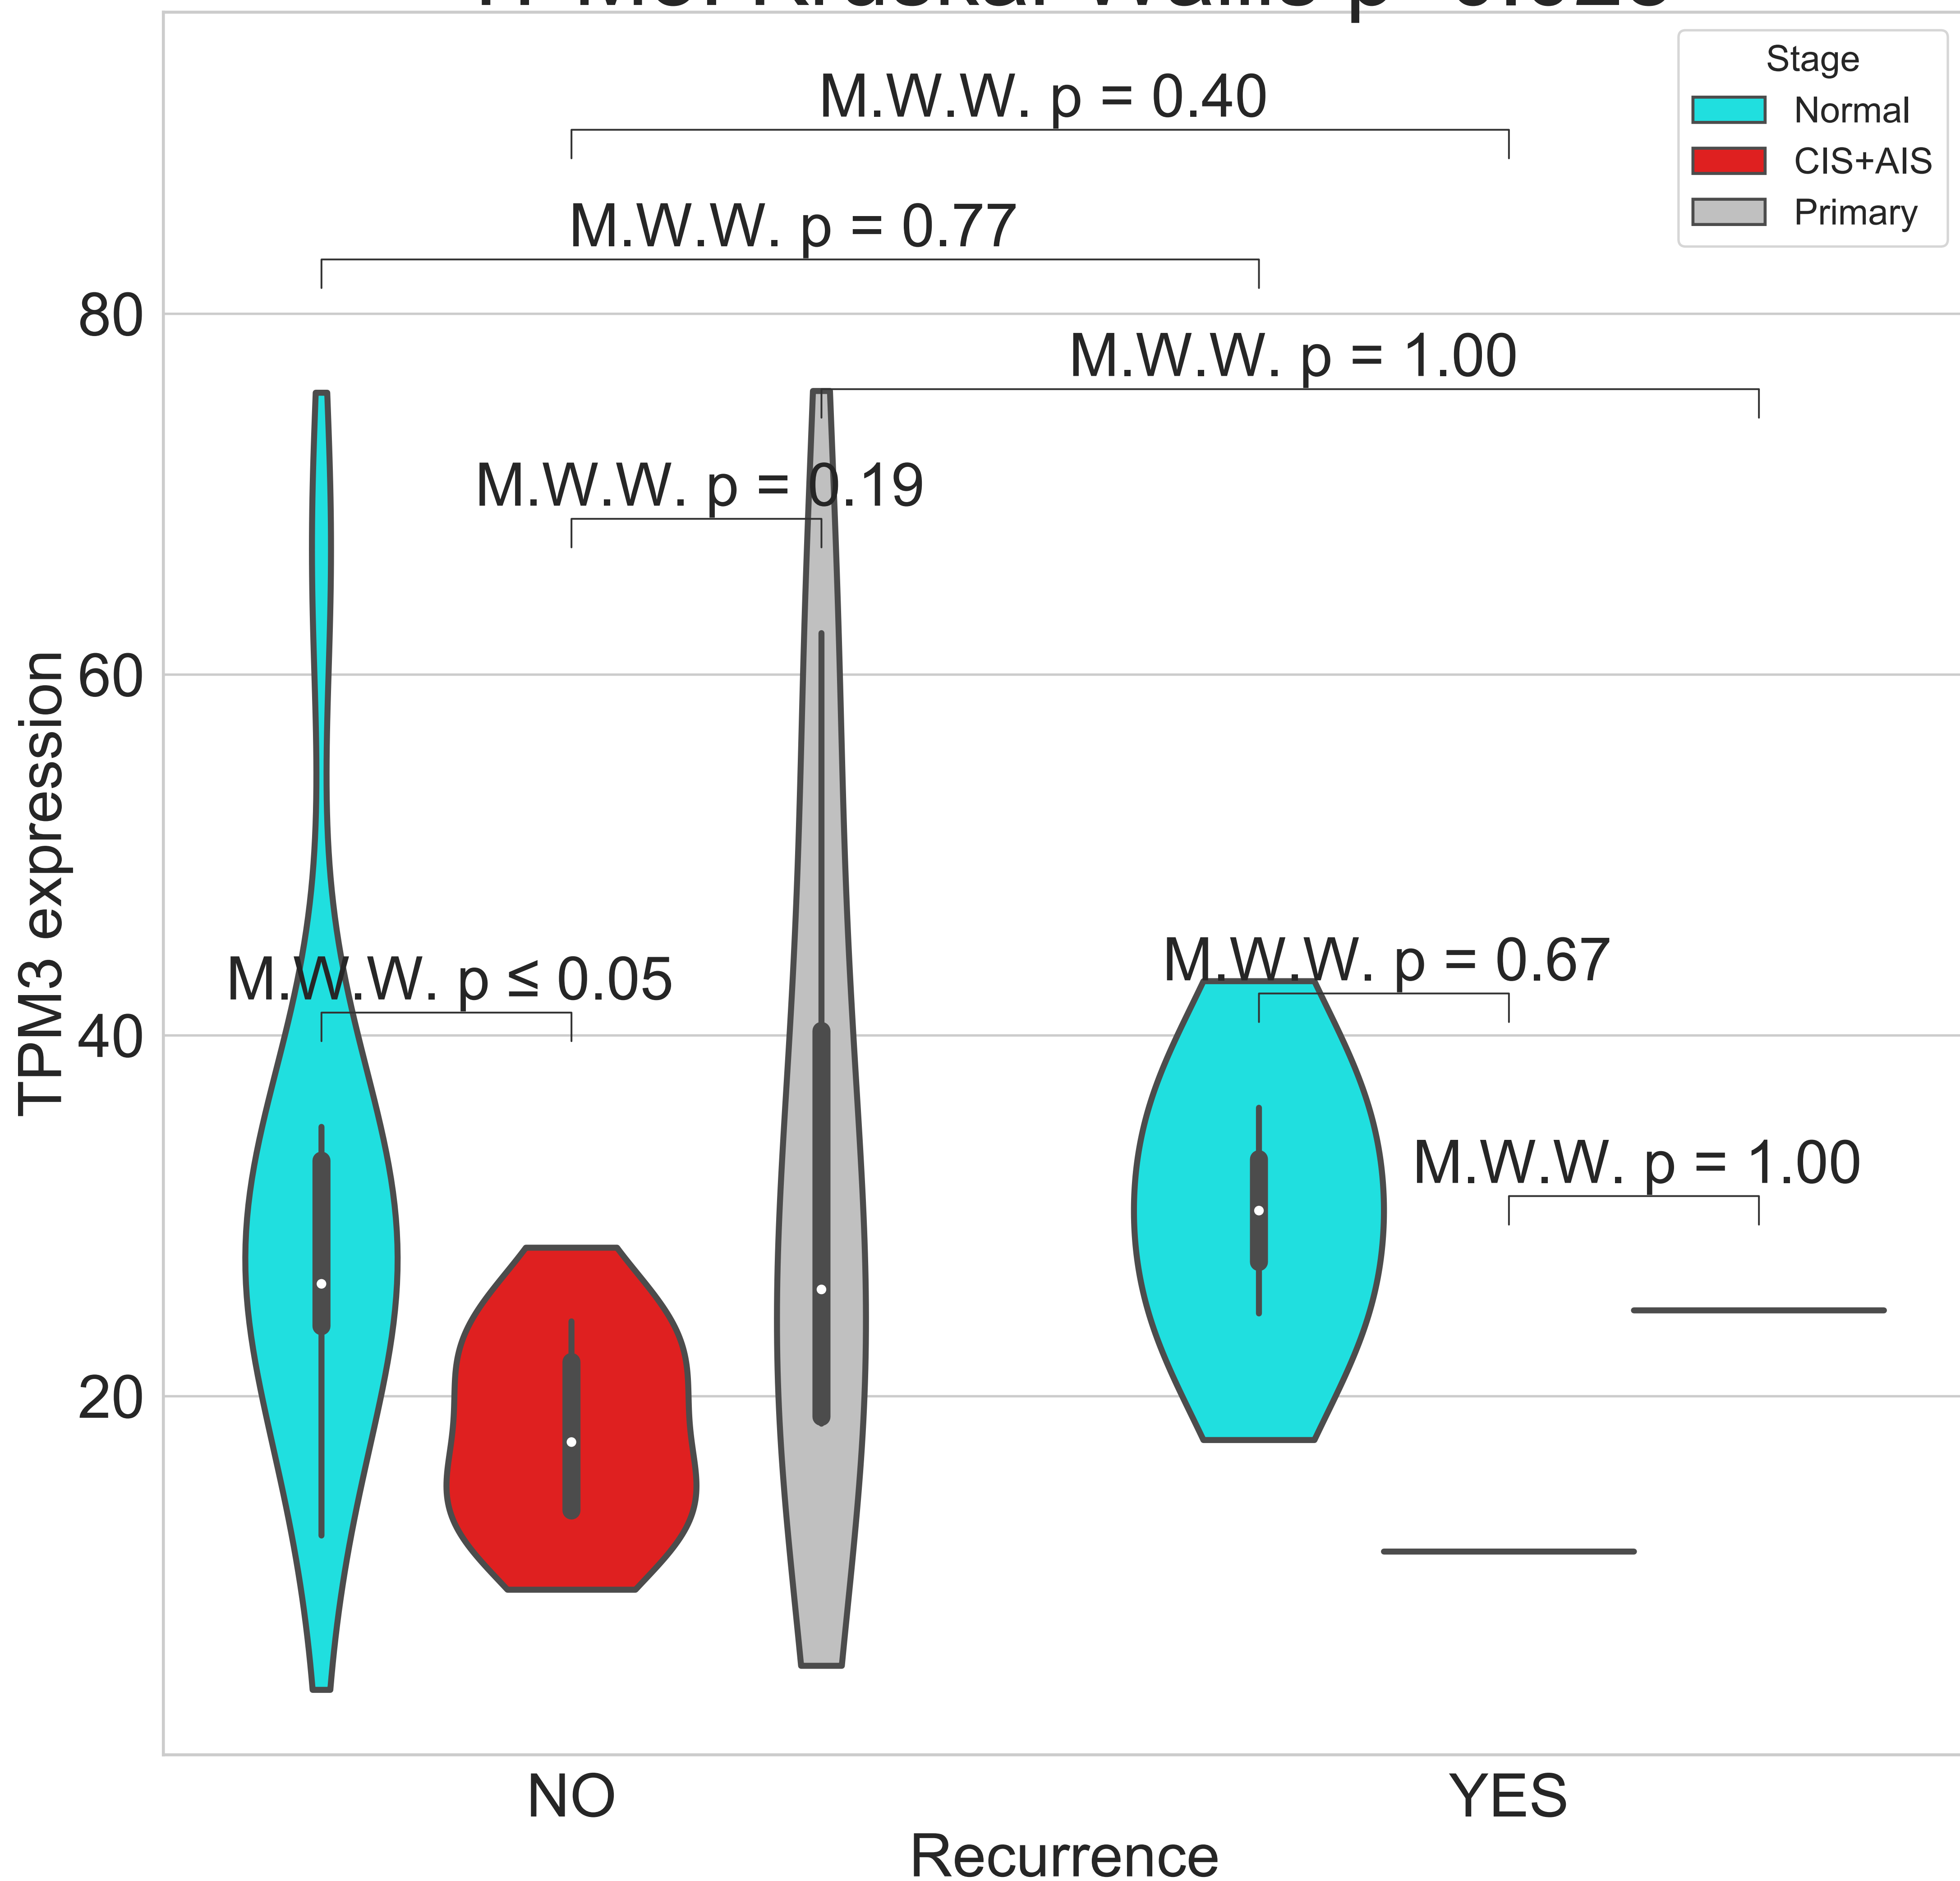 Stage
Normal
CIS+AIS
Primary
M.W.W. p = 0.40
M.W.W. p = 0.77
M.W.W. p = 1.00
M.W.W. p = 0.19
M.W.W. p ≤ 0.05
M.W.W. p = 0.67
M.W.W. p = 1.00
80
60
40
20
TPM3 expression
NO
YES
Recurrence